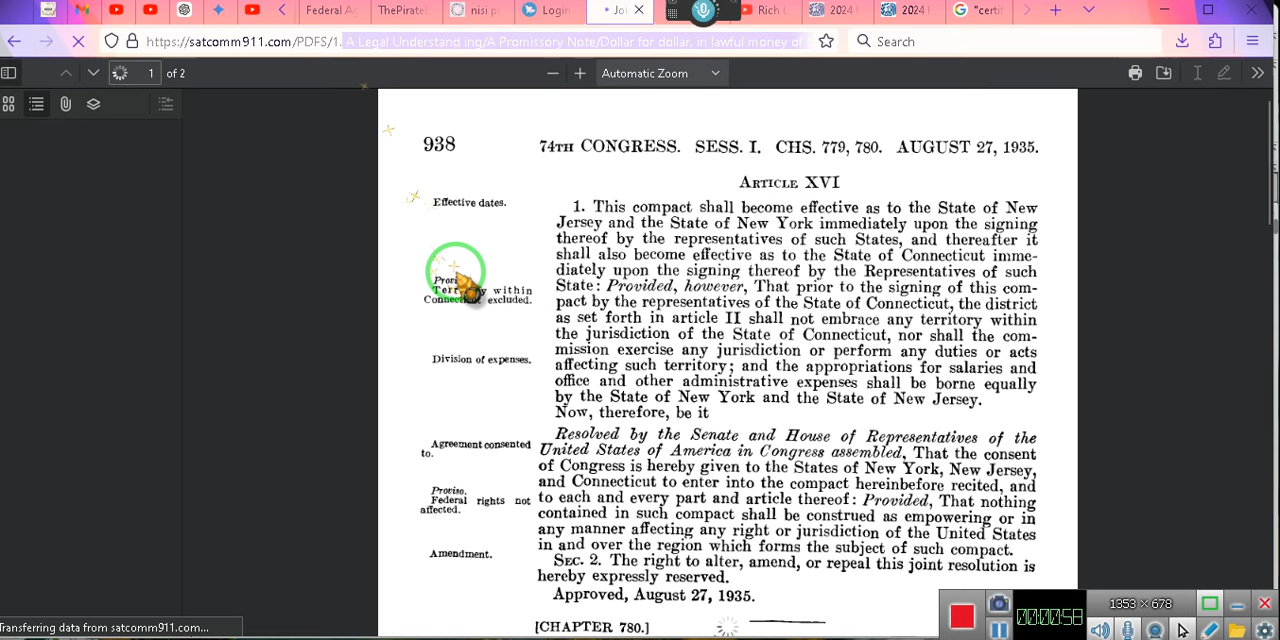 Federal A
ThePirateE
nisi p
Login
Joi
Rich L
2024 F
2024 F
"certif
https://satcomm911.com/PDFS/1. A Legal Understand ing/A Promissory Note/Dollar for dollar, in lawful money of
Search
1 of 2
Automatic Zoom
938
74TH CONGRESS. SESS. I. CHS. 779, 780. AUGUST 27, 1935.
ARTICLE XVI
Effective dates.
1. This compact shall become effective as to the State of New
Jersey and the State of New York immediately upon the signing
thereof by the representatives of such States, and thereafter it
shall also become effective as to the State of Connecticut imme-
diately upon the signing thereof by the Representatives of such
State: Provided, however, That prior to the signing of this com-
pact by the representatives of the State of Connecticut, the district
as set forth in article II shall not embrace any territory within
the jurisdiction of the State of Connecticut, nor shall the com-
mission exercise any jurisdiction or perform any duties or acts
affecting such territory; and the appropriations for salaries and
office and other administrative expenses shall be borne equally
by the State of New York and the State of New Jersey.
Now, therefore, be it
Provi
Terr y within
Connecticut excluded.
Division of expenses.
Resolved by the Senate and House of Representatives of the
United States of America in Congress assembled, That the consent
of Congress is hereby given to the States of New York, New Jersey,
and Connecticut to enter into the compact hereinbefore recited, and
to each and every part and article thereof: Provided, That nothing
contained in such compact shall be construed as empowering or in
any manner affecting any right or jurisdiction of the United States
in and over the region which forms the subject of such compact.
Agreement consented
to.
Proviso.
Federal rights not
affected.
Amendment.
SEC. 2. The right to alter, amend, or repeal this joint resolution is
hereby expressly reserved.
Approved, August 27, 1935.
[CHAPTER 780.]
Transferring data from satcomm911.com...
00:00:58
1353 × 678